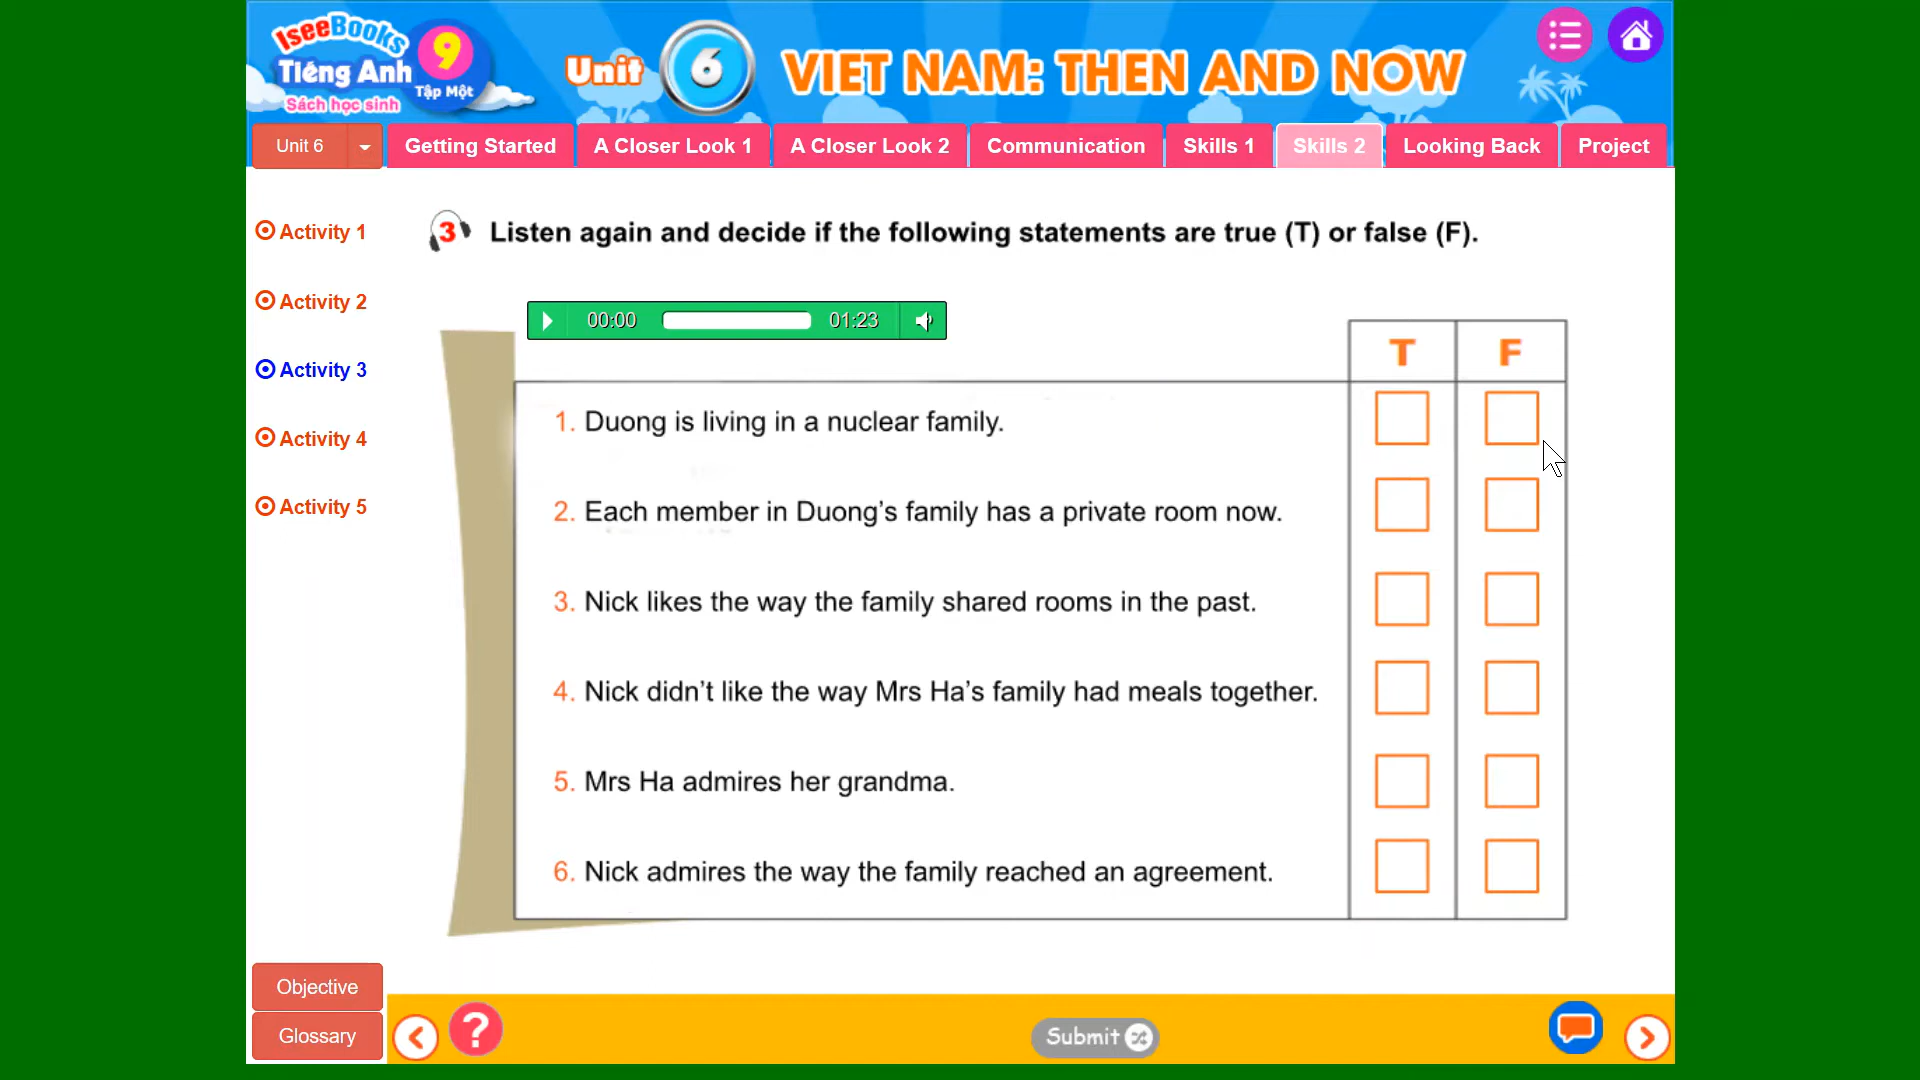 IseeBooks
Tiếng Anh 9
Tập Một
Sách học sinh
Unit 6 VIET NAM: THEN AND NOW
Unit 6
Getting Started
A Closer Look 1
A Closer Look 2
Communication
Skills 1
Skills 2
Looking Back
Project
Activity 1
Activity 2
Activity 3
Activity 4
Activity 5
3 Listen again and decide if the following statements are true (T) or false (F).
00:00 01:23
T F
1. Duong is living in a nuclear family.
2. Each member in Duong’s family has a private room now.
3. Nick likes the way the family shared rooms in the past.
4. Nick didn’t like the way Mrs Ha’s family had meals together.
5. Mrs Ha admires her grandma.
6. Nick admires the way the family reached an agreement.
Objective
Glossary
?
Submit